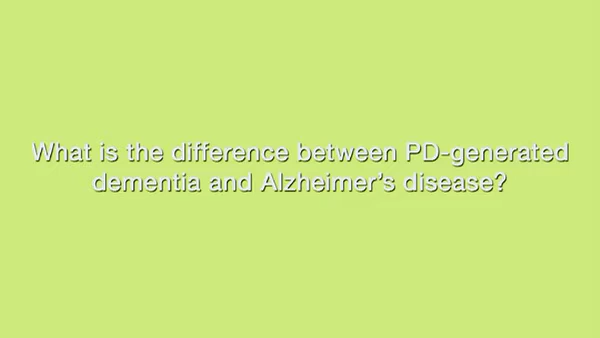 What is the difference between PD-generated
dementia and Alzheimer's disease?